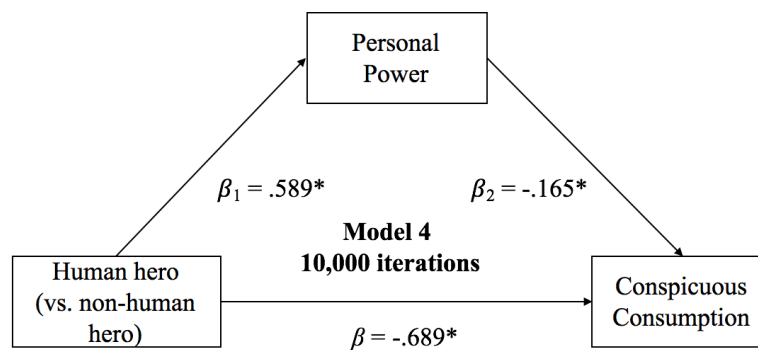 Personal
Power
β₁ = .589*
β₂ = -.165*
Model 4
10,000 iterations
Human hero
(vs. non-human
hero)
Conspicuous
Consumption
β = -.689*